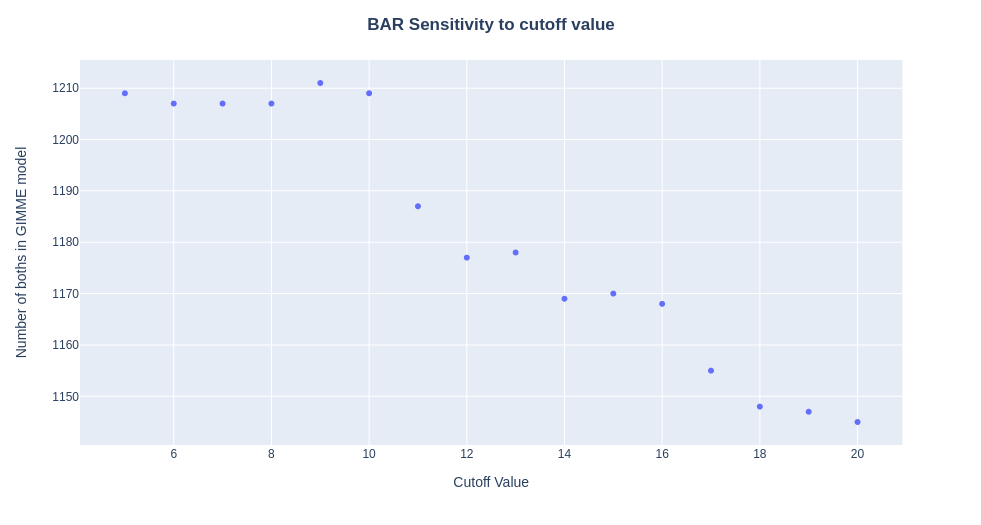 BAR Sensitivity to cutoff value
Number of boths in GIMME model
1210
1200
1190
1180
1170
1160
1150
6 8 10 12 14 16 18 20
Cutoff Value